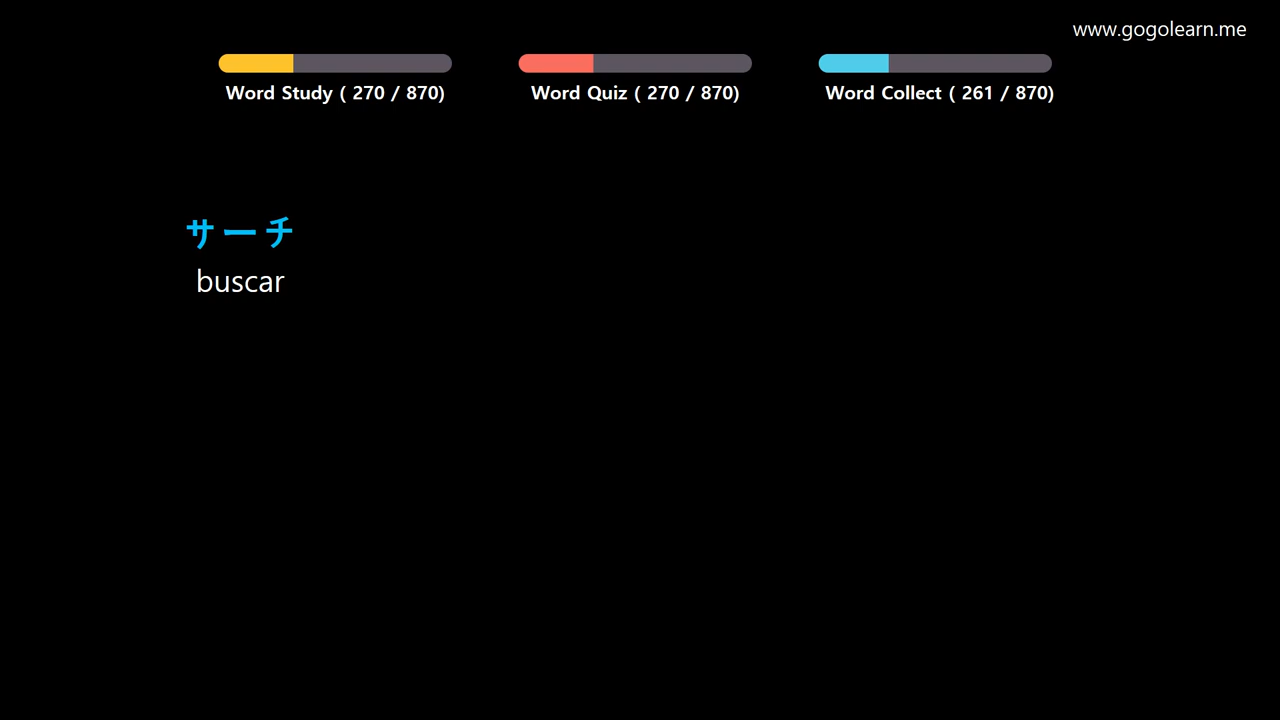 www.gogolearn.me
Word Study ( 270 / 870)
Word Quiz ( 270 / 870)
Word Collect ( 261 / 870)
サーチ
buscar